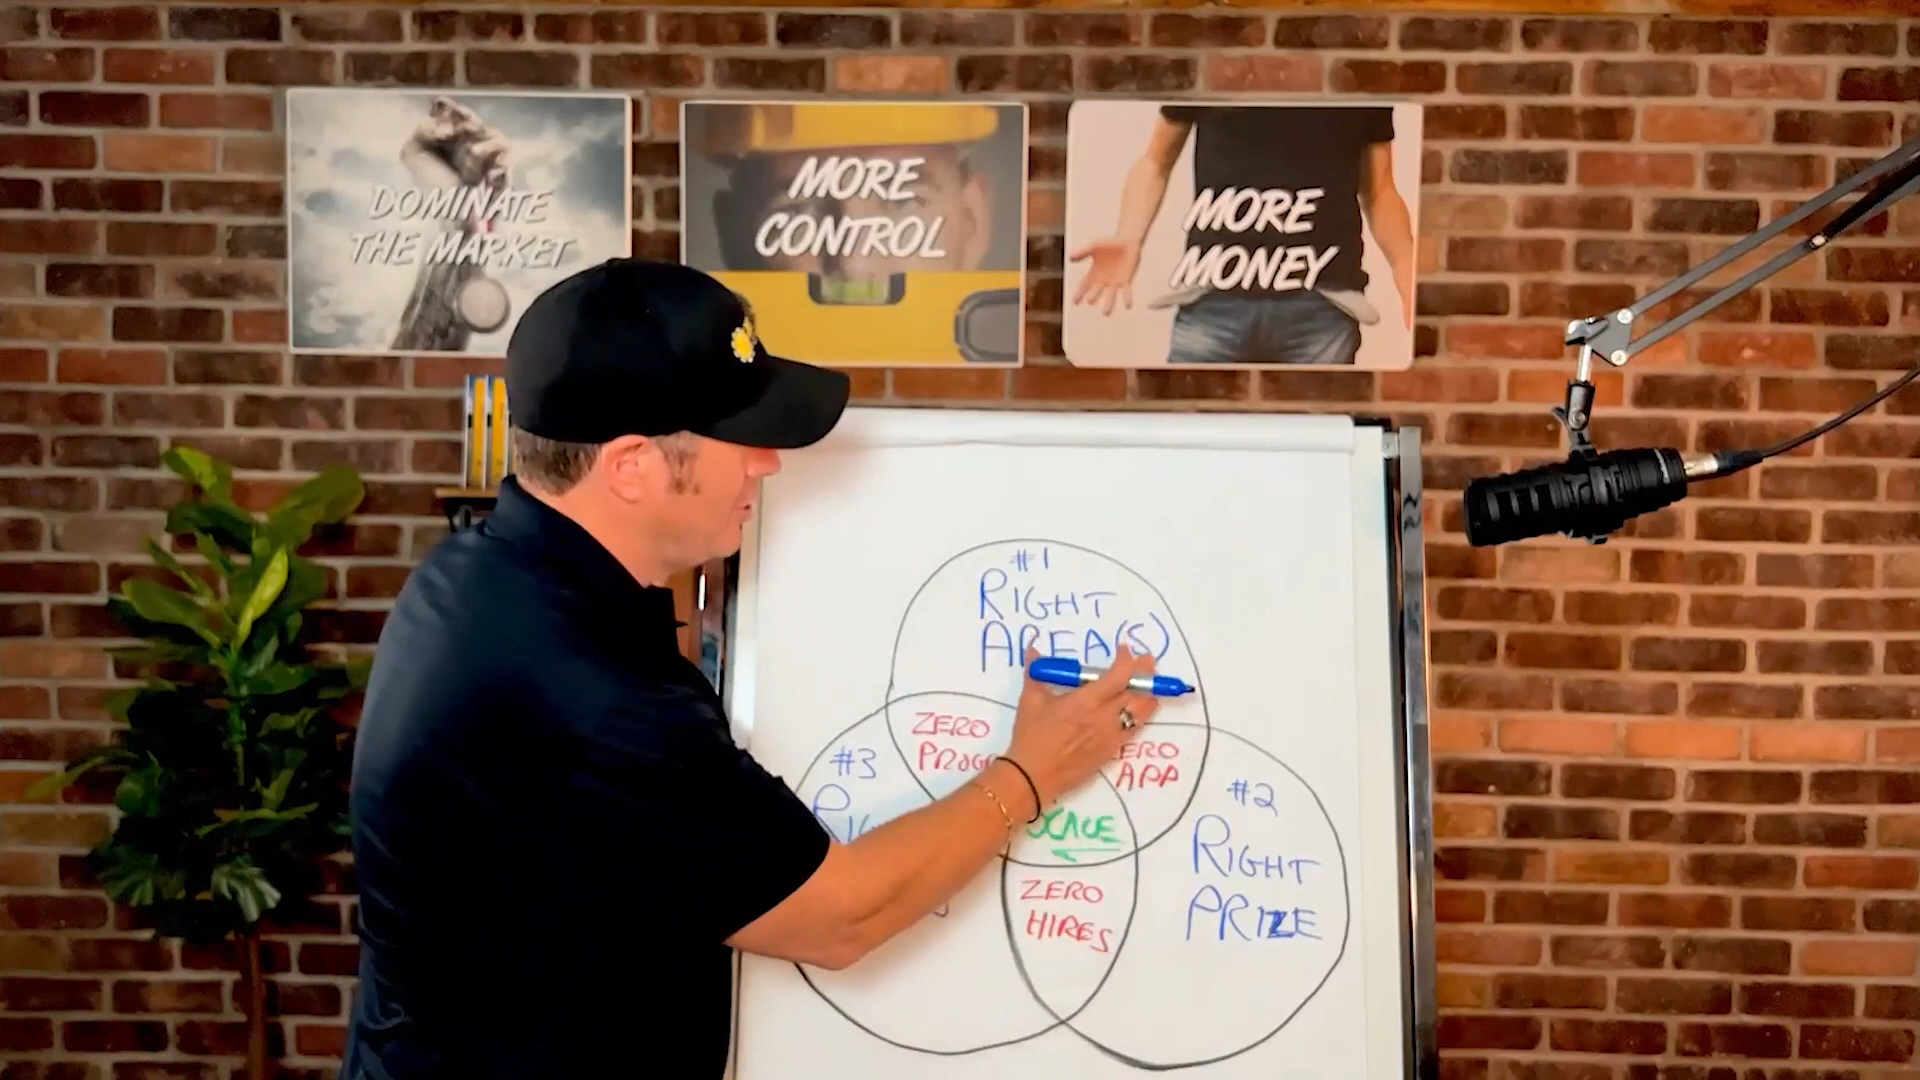 DOMINATE
THE MARKET
MORE
CONTROL
MORE
MONEY
#1
RIGHT
AREA(S)
ZERO
#3
APP
#2
RIGHT
PRIZE
ZERO
HIRES